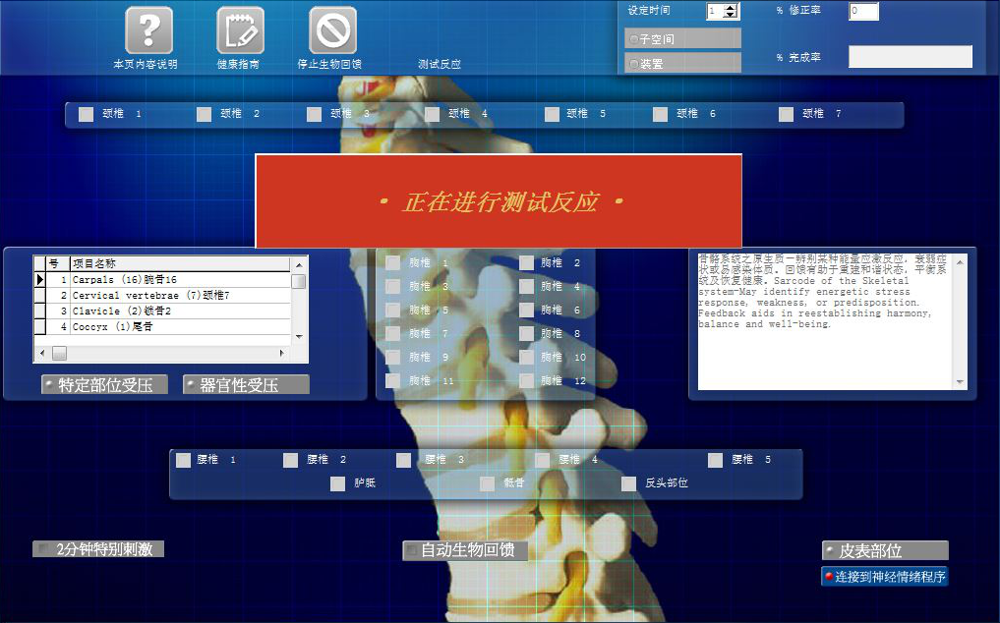 设定时间 1 % 修正率 0
子空间
装置
% 完成率
本页内容说明 健康指南 停止生物回馈 测试反应
颈椎 1 颈椎 2 颈椎 3 颈椎 4 颈椎 5 颈椎 6 颈椎 7
• 正在进行测试反应 •
号 项目名称
1 Carpals (16)腕骨16
2 Cervical vertebrae (7)颈椎7
3 Clavicle (2)锁骨2
4 Coccyx (1)尾骨
特定部位受压 器官性受压
胸椎 1 胸椎 2
胸椎 3 胸椎 4
胸椎 5 胸椎 6
胸椎 7 胸椎 8
胸椎 9 胸椎 10
胸椎 11 胸椎 12
骨骼系统之原生质—辨别某种能量应激反应, 衰弱症
状或易感染体质。回馈有助于重建和谐状态, 平衡系
统及恢复健康。Sarcode of the Skeletal
system-May identify energetic stress
response, weakness, or predisposition.
Feedback aids in reestablishing harmony,
balance and well-being.
腰椎 1 腰椎 2 腰椎 3 腰椎 4 腰椎 5
骶骨 反头部位
2分钟特别刺激 自动生物回馈 皮表部位
连接到神经情绪程序